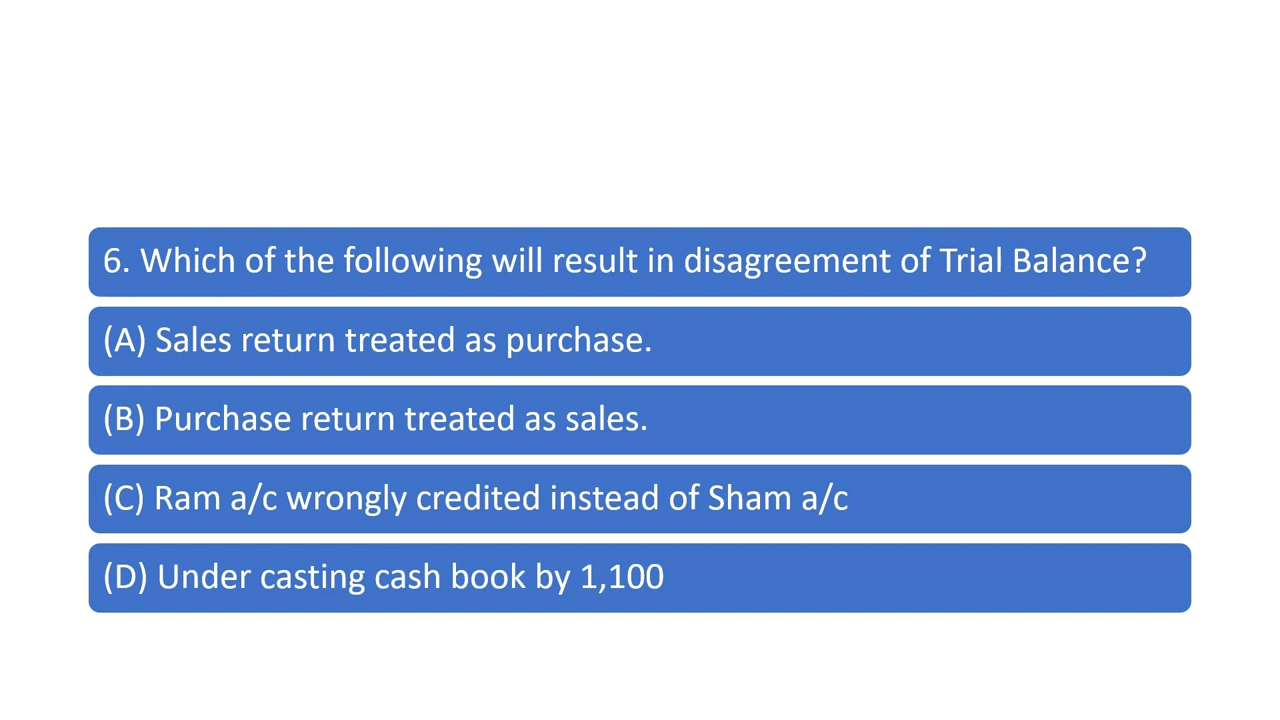 6. Which of the following will result in disagreement of Trial Balance?
(A) Sales return treated as purchase.
(B) Purchase return treated as sales.
(C) Ram a/c wrongly credited instead of Sham a/c
(D) Under casting cash book by 1,100